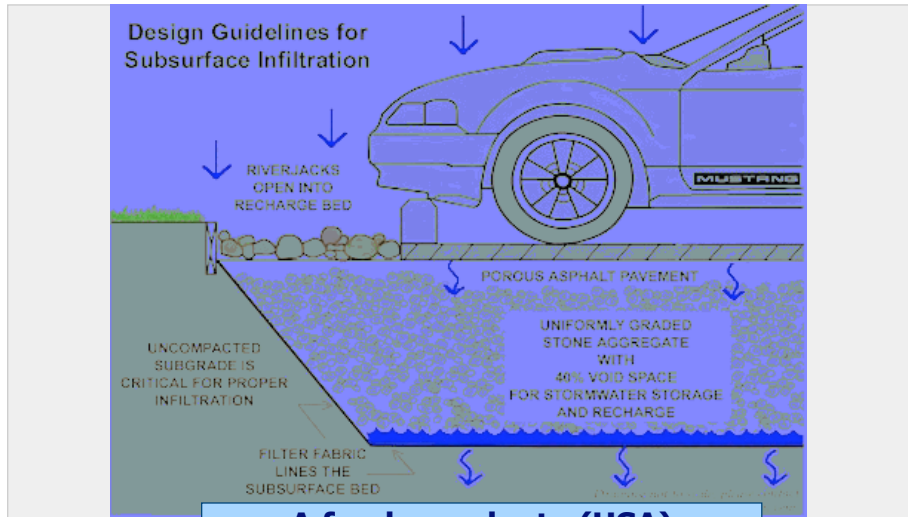 Design Guidelines for
Subsurface Infiltration
RIVERJACKS
OPEN INTO
RECHARGE BED
MUSTANG
POROUS ASPHALT PAVEMENT
UNIFORMLY GRADED
STONE AGGREGATE
WITH
40% VOID SPACE
FOR STORMWATER STORAGE
AND RECHARGE
UNCOMPACTED
SUBGRADE IS
CRITICAL FOR PROPER
INFILTRATION
FILTER FABRIC
LINES THE
SUBSURFACE BED
(USA)